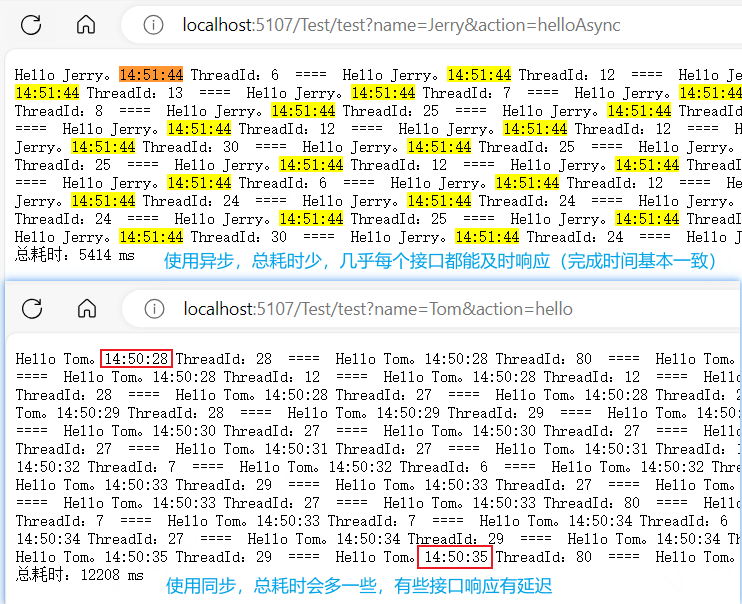 localhost:5107/Test/test?name=Jerry&action=helloAsync
Hello Jerry。14:51:44 ThreadId: 6 ==== Hello Jerry。14:51:44 ThreadId: 12 ==== Hello Je
14:51:44 ThreadId: 13 ==== Hello Jerry。14:51:44 ThreadId: 7 ==== Hello Jerry。14:51:44
ThreadId: 8 ==== Hello Jerry。14:51:44 ThreadId: 25 ==== Hello Jerry。14:51:44
==== Hello Jerry。14:51:44 ThreadId: 12 ==== Hello Jerry。14:51:44 ThreadId: 12 ==== H
Jerry。14:51:44 ThreadId: 30 ==== Hello Jerry。14:51:44 ThreadId: 25 ==== Hello Jerry。
ThreadId: 25 ==== Hello Jerry。14:51:44 ThreadId: 12 ==== Hello Jerry。14:51:44 ThreadI
==== Hello Jerry。14:51:44 ThreadId: 6 ==== Hello Jerry。14:51:44 ThreadId: 12 ==== He
Jerry。14:51:44 ThreadId: 24 ==== Hello Jerry。14:51:44 ThreadId: 24 ==== Hello Jerry。
ThreadId: 24 ==== Hello Jerry。14:51:44 ThreadId: 25 ==== Hello Jerry。14:51:44 ThreadI
Hello Jerry。14:51:44 ThreadId: 30 ==== Hello Jerry。14:51:44 ThreadId: 24 ==== Hello J
总耗时：5414 ms
使用异步，总耗时少，几乎每个接口都能及时响应（完成时间基本一致）
localhost:5107/Test/test?name=Tom&action=hello
Hello Tom。14:50:28 ThreadId: 28 ==== Hello Tom。14:50:28 ThreadId: 80 ==== Hello Tom。
==== Hello Tom。14:50:28 ThreadId: 12 ==== Hello Tom。14:50:28 ThreadId: 12 ==== Hell
ThreadId: 28 ==== Hello Tom。14:50:28 ThreadId: 27 ==== Hello Tom。14:50:28 ThreadId: 2
Tom。14:50:29 ThreadId: 28 ==== Hello Tom。14:50:29 ThreadId: 29 ==== Hello Tom。14:50:
==== Hello Tom。14:50:30 ThreadId: 27 ==== Hello Tom。14:50:30 ThreadId: 27 ==== Hell
ThreadId: 27 ==== Hello Tom。14:50:31 ThreadId: 27 ==== Hello Tom。14:50:31 ThreadId: 1
14:50:32 ThreadId: 7 ==== Hello Tom。14:50:32 ThreadId: 6 ==== Hello Tom。14:50:32 Thre
Hello Tom。14:50:33 ThreadId: 29 ==== Hello Tom。14:50:33 ThreadId: 27 ==== Hello Tom。
==== Hello Tom。14:50:33 ThreadId: 27 ==== Hello Tom。14:50:33 ThreadId: 80 ==== Hell
ThreadId: 7 ==== Hello Tom。14:50:33 ThreadId: 7 ==== Hello Tom。14:50:34 ThreadId: 6
14:50:34 ThreadId: 27 ==== Hello Tom。14:50:34 ThreadId: 29 ==== Hello Tom。14:50:34 Th
Hello Tom。14:50:35 ThreadId: 29 ==== Hello Tom。14:50:35 ThreadId: 80 ==== Hello Tom。
总耗时：12208 ms
使用同步，总耗时会多一些，有些接口响应有延迟